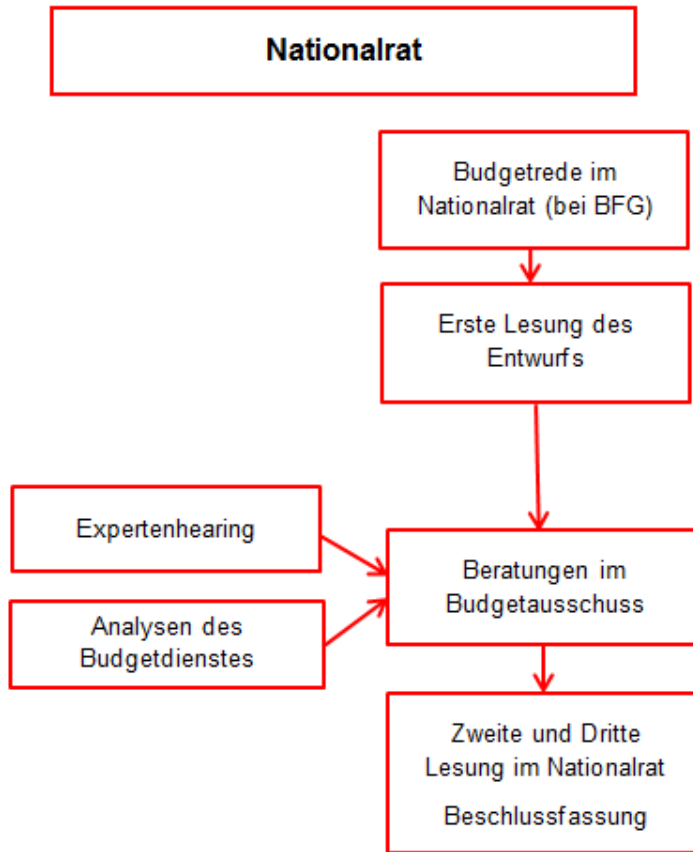 Nationalrat
Budgetrede im
Nationalrat (bei BFG)
Erste Lesung des
Entwurfs
Expertenhearing
Analysen des
Budgetdienstes
Beratungen im
Budgetausschuss
Zweite und Dritte
Lesung im Nationalrat
Beschlussfassung